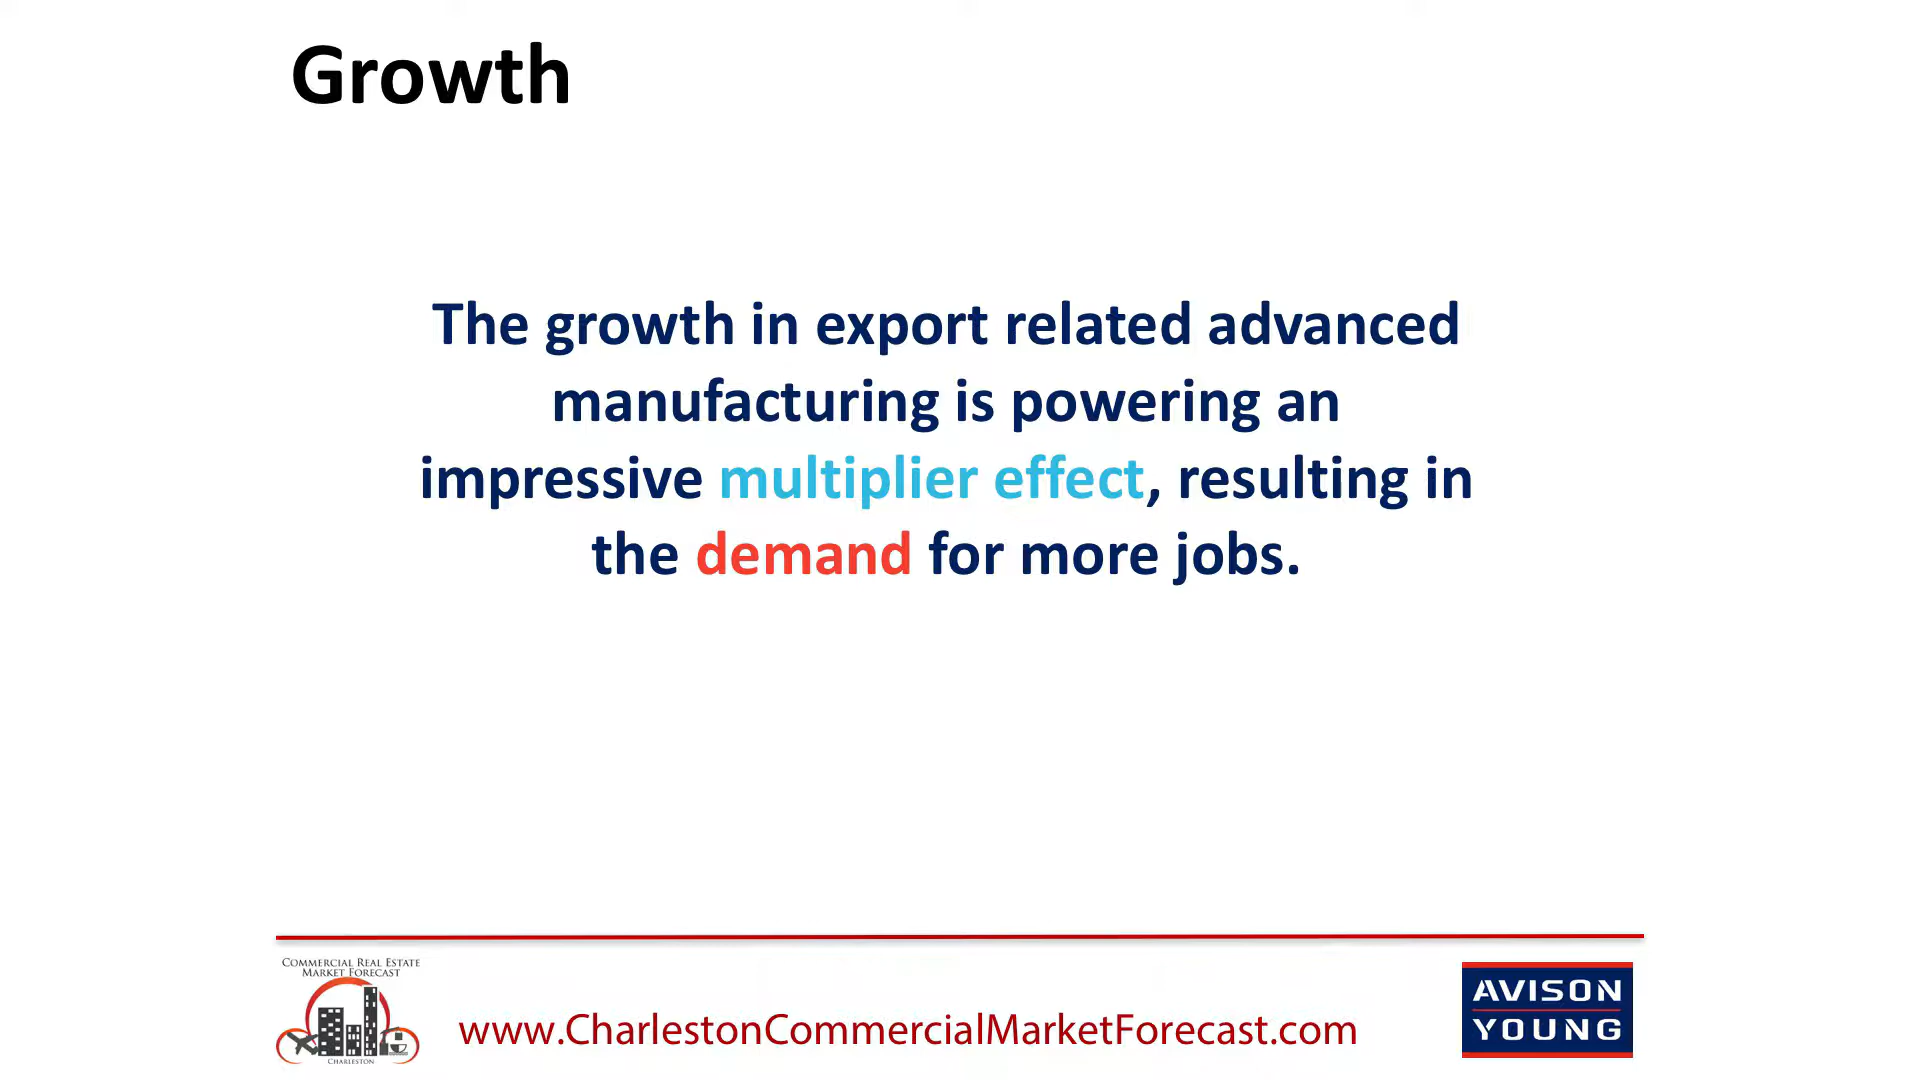 Growth
The growth in export related advanced
manufacturing is powering an
impressive multiplier effect, resulting in
the demand for more jobs.
COMMERCIAL REAL ESTATE
MARKET FORECAST
CHARLESTON
www.CharlestonCommercialMarketForecast.com
AVISON
YOUNG